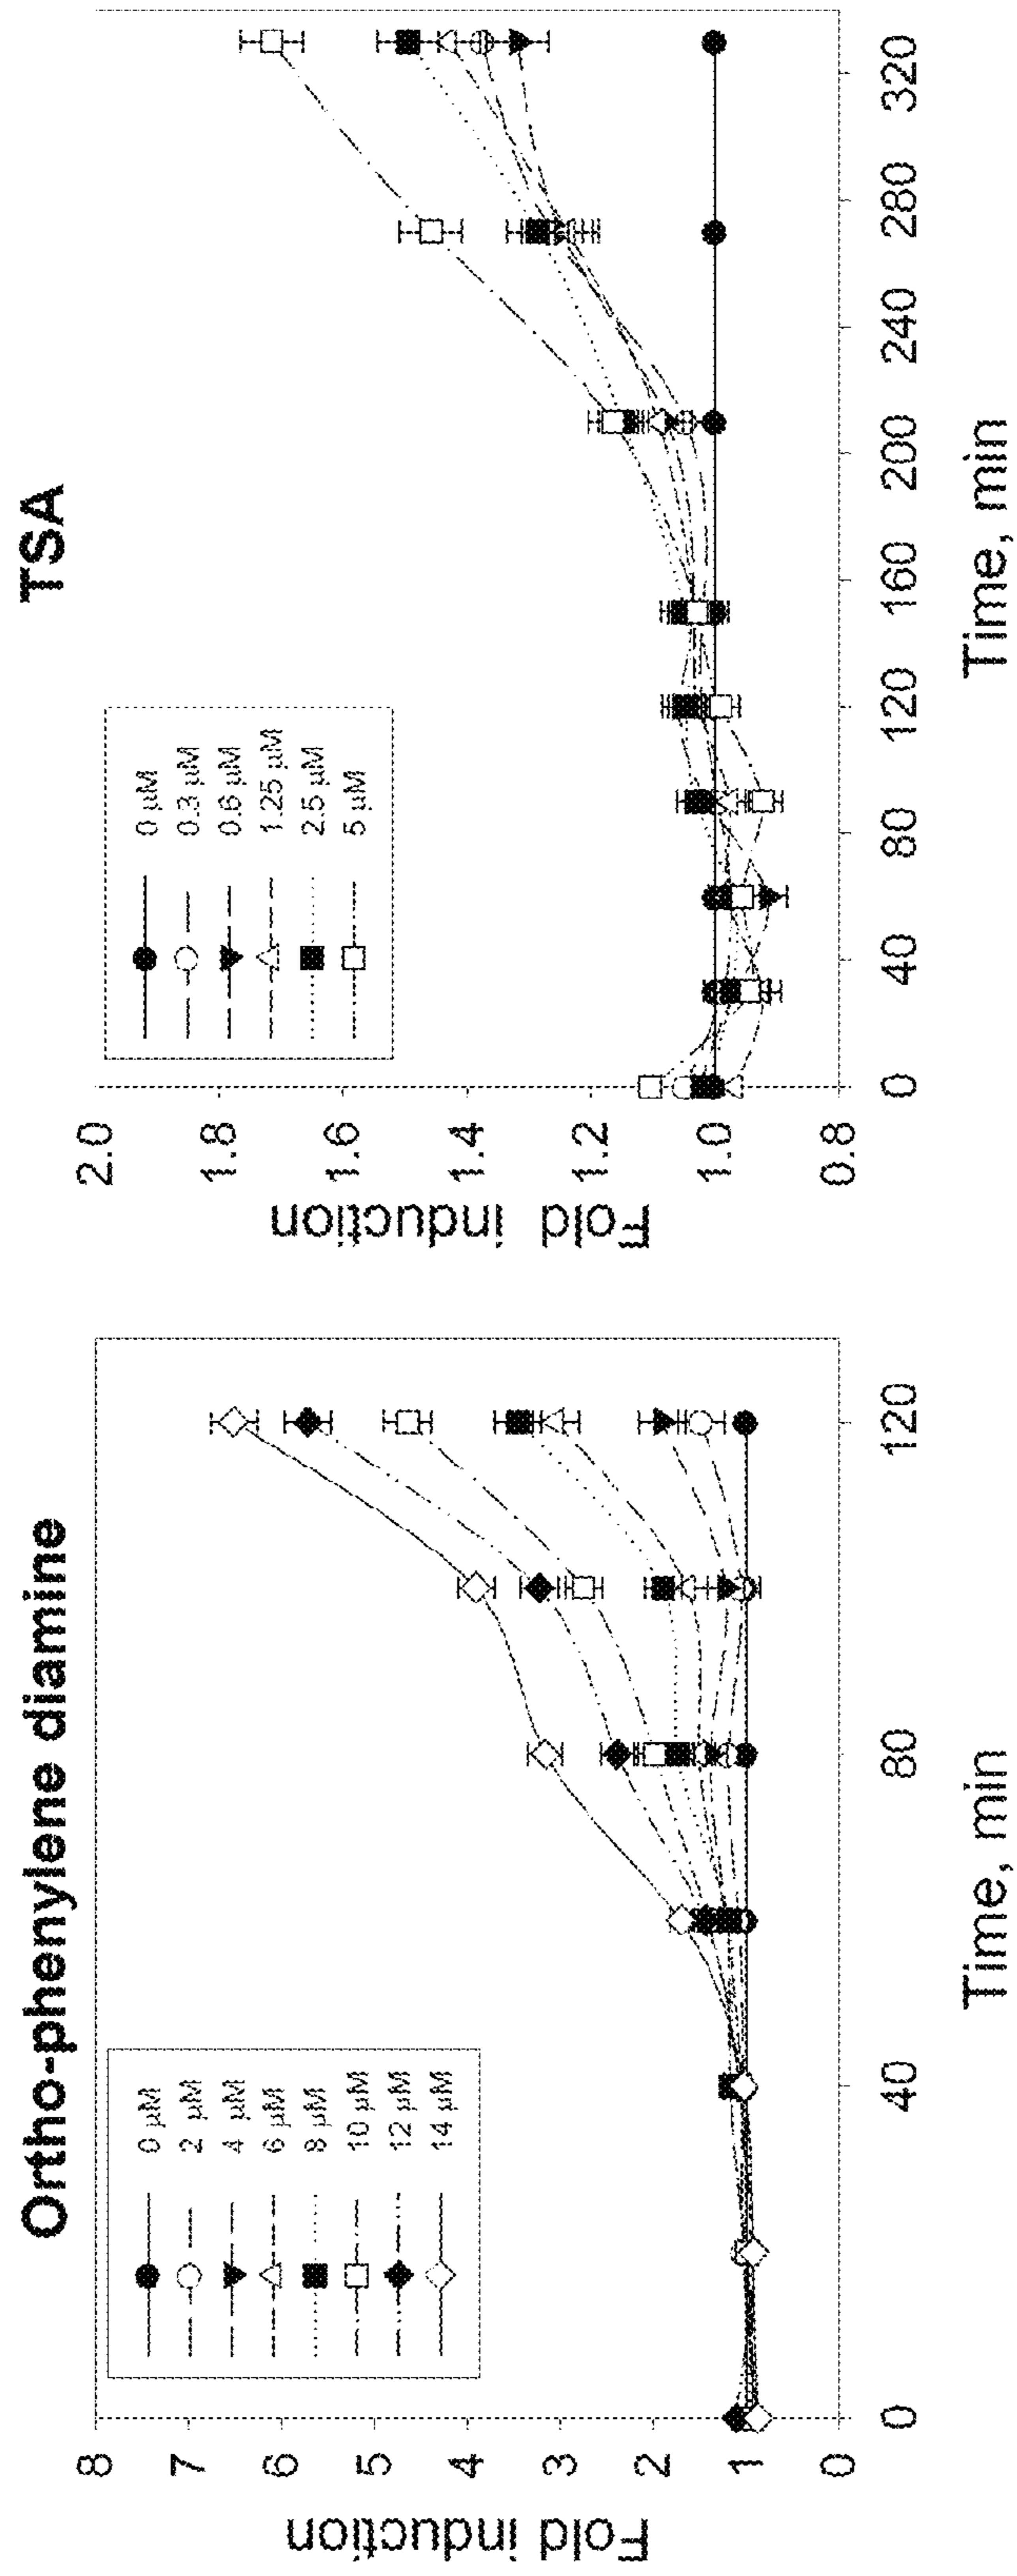 Ortho-phenylene diamine
Fold induction
8
7
6
5
4
3
2
1
0
0 µM
2 µM
4 µM
6 µM
8 µM
10 µM
12 µM
14 µM
0
40
80
120
Time, min
TSA
Fold induction
2.0
1.8
1.6
1.4
1.2
1.0
0.8
0 µM
0.3 µM
0.6 µM
1.25 µM
2.5 µM
5 µM
0
40
80
120
160
200
240
280
320
Time, min